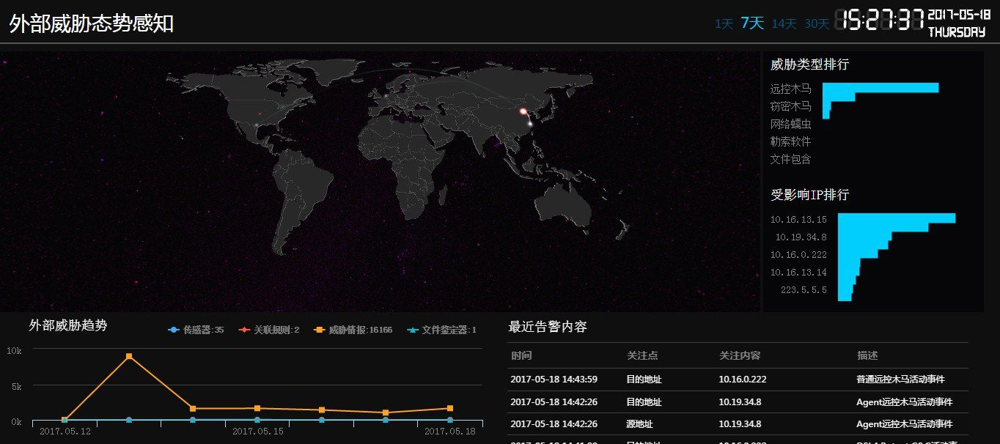 外部威胁态势感知
1天 7天 14天 30天
15:27:37
2017-05-18
THURSDAY
威胁类型排行
远控木马
窃密木马
网络蠕虫
勒索软件
文件包含
受影响IP排行
10.16.13.15
10.19.34.8
10.16.0.222
10.16.13.14
223.5.5.5
外部威胁趋势
传感器:35 关联规则:2 威胁情报:16166 文件鉴定器:1
10k
5k
0k
2017.05.12 2017.05.15 2017.05.18
最近告警内容
时间 关注点 关注内容 描述
2017-05-18 14:43:59 目的地址 10.16.0.222 普通远控木马活动事件
2017-05-18 14:42:26 目的地址 10.19.34.8 Agent远控木马活动事件
2017-05-18 14:42:26 源地址 10.19.34.8 Agent远控木马活动事件